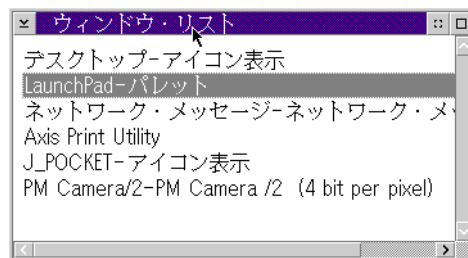 ウィンドウ・リスト
デスクトップ-アイコン表示
LaunchPad-パレット
ネットワーク・メッセージ-ネットワーク・メ
Axis Print Utility
J_POCKET-アイコン表示
PM Camera/2-PM Camera /2 (4 bit per pixel)